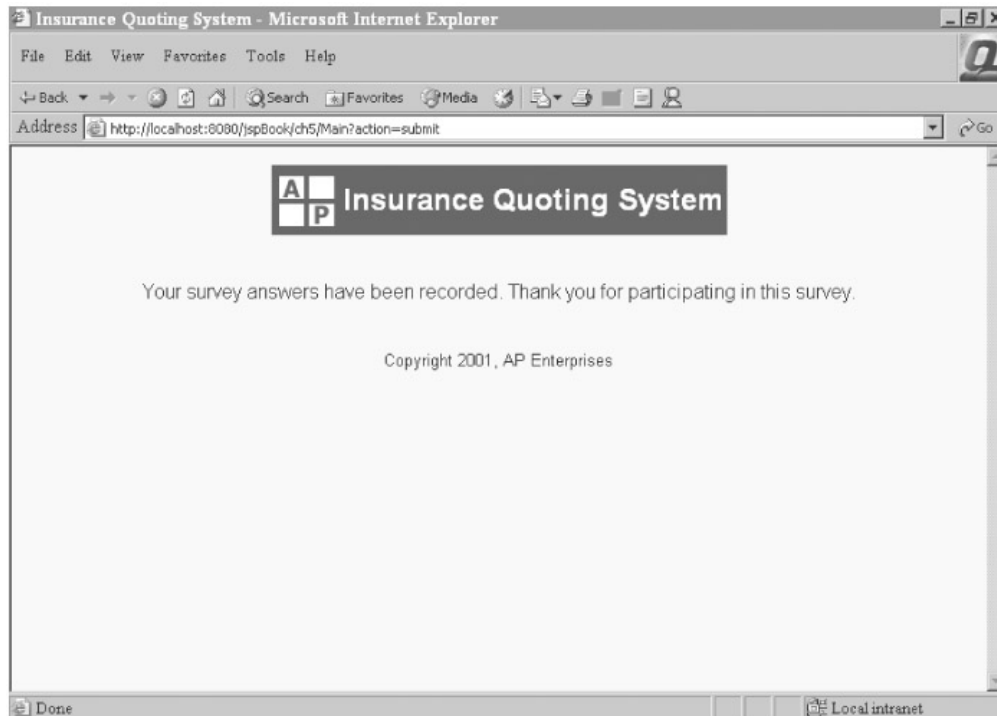 Insurance Quoting System - Microsoft Internet Explorer
File Edit View Favorites Tools Help
Back Search Favorites Media
Address http://localhost:8080/jspBook/ch5/Main?action=submit Go
A P Insurance Quoting System
Your survey answers have been recorded. Thank you for participating in this survey.
Copyright 2001, AP Enterprises
Done Local intranet